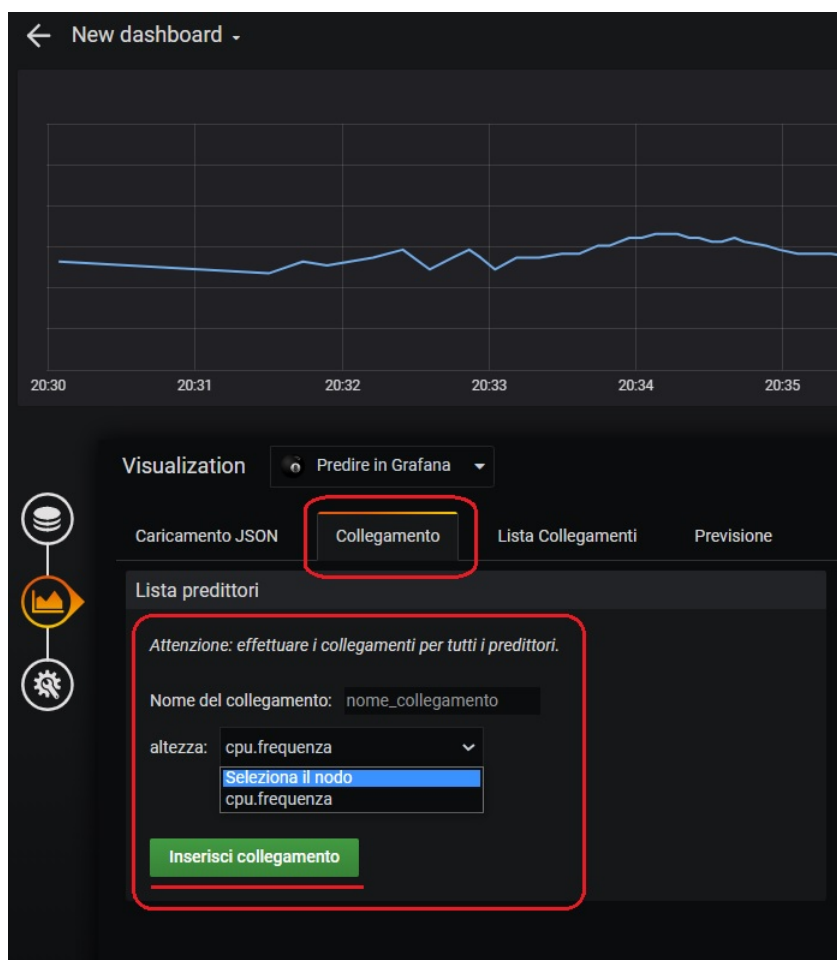 New dashboard
20:30 20:31 20:32 20:33 20:34 20:35
Visualization Predire in Grafana
Caricamento JSON Collegamento Lista Collegamenti Previsione
Lista predittori
Attenzione: effettuare i collegamenti per tutti i predittori.
Nome del collegamento: nome_collegamento
altezza: cpu.frequenza
Seleziona il nodo
cpu.frequenza
Inserisci collegamento